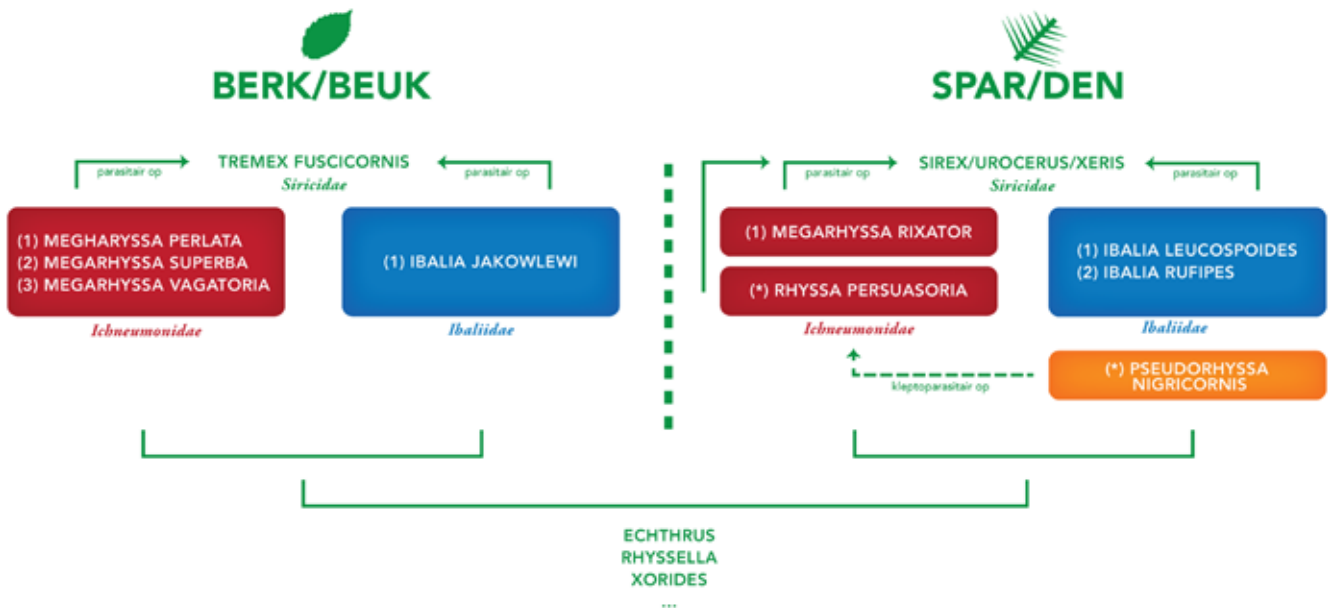 BERK/BEUK
parasitair op
TREMEX FUSCICORNIS
Siricidae
parasitair op
(1) MEGHARYSSA PERLATA
(2) MEGARHYSSA SUPERBA
(3) MEGARHYSSA VAGATORIA
Ichneumonidae
(1) IBALIA JAKOWLEWI
Ibaliidae
SPAR/DEN
parasitair op
SIREX/UROCERUS/XERIS
Siricidae
parasitair op
(1) MEGARHYSSA RIXATOR
(*) RHYSSA PERSUASORIA
Ichneumonidae
(1) IBALIA LEUCOSPOIDES
(2) IBALIA RUFIPES
Ibaliidae
kleptoparasitair op
(*) PSEUDORHYSSA
NIGRICORNIS
ECHTHRUS
RHYSSELLA
XORIDES
...